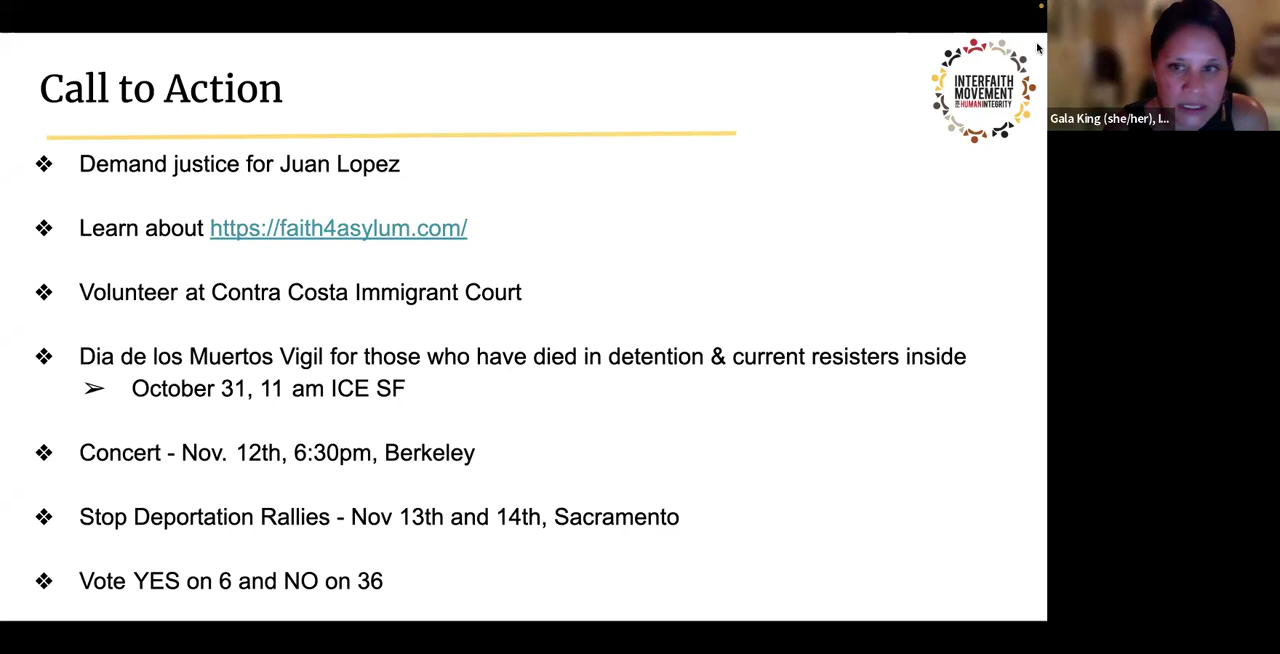 Call to Action
INTERFAITH
MOVEMENT
FOR HUMAN INTEGRITY
Gala King (she/her), I...
❖ Demand justice for Juan Lopez
❖ Learn about https://faith4asylum.com/
❖ Volunteer at Contra Costa Immigrant Court
❖ Dia de los Muertos Vigil for those who have died in detention & current resisters inside
➢ October 31, 11 am ICE SF
❖ Concert - Nov. 12th, 6:30pm, Berkeley
❖ Stop Deportation Rallies - Nov 13th and 14th, Sacramento
❖ Vote YES on 6 and NO on 36